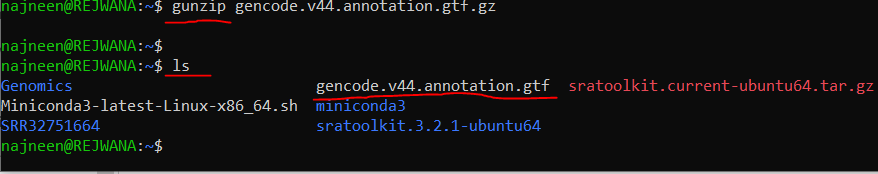 najneen@REJWANA:~$ gunzip gencode.v44.annotation.gtf.gz
najneen@REJWANA:~$
najneen@REJWANA:~$ ls
Genomics gencode.v44.annotation.gtf sratoolkit.current-ubuntu64.tar.gz
Miniconda3-latest-Linux-x86_64.sh miniconda3
SRR32751664 sratoolkit.3.2.1-ubuntu64
najneen@REJWANA:~$